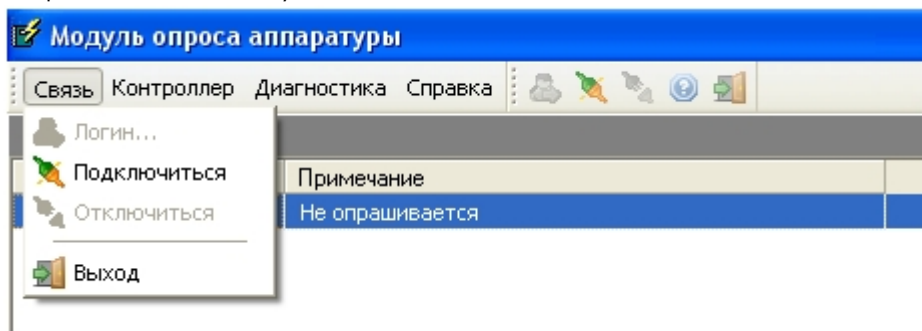 Модуль опроса аппаратуры
Связь Контроллер Диагностика Справка
Логин...
Подключиться
Примечание
Отключиться
Не опрашивается
Выход